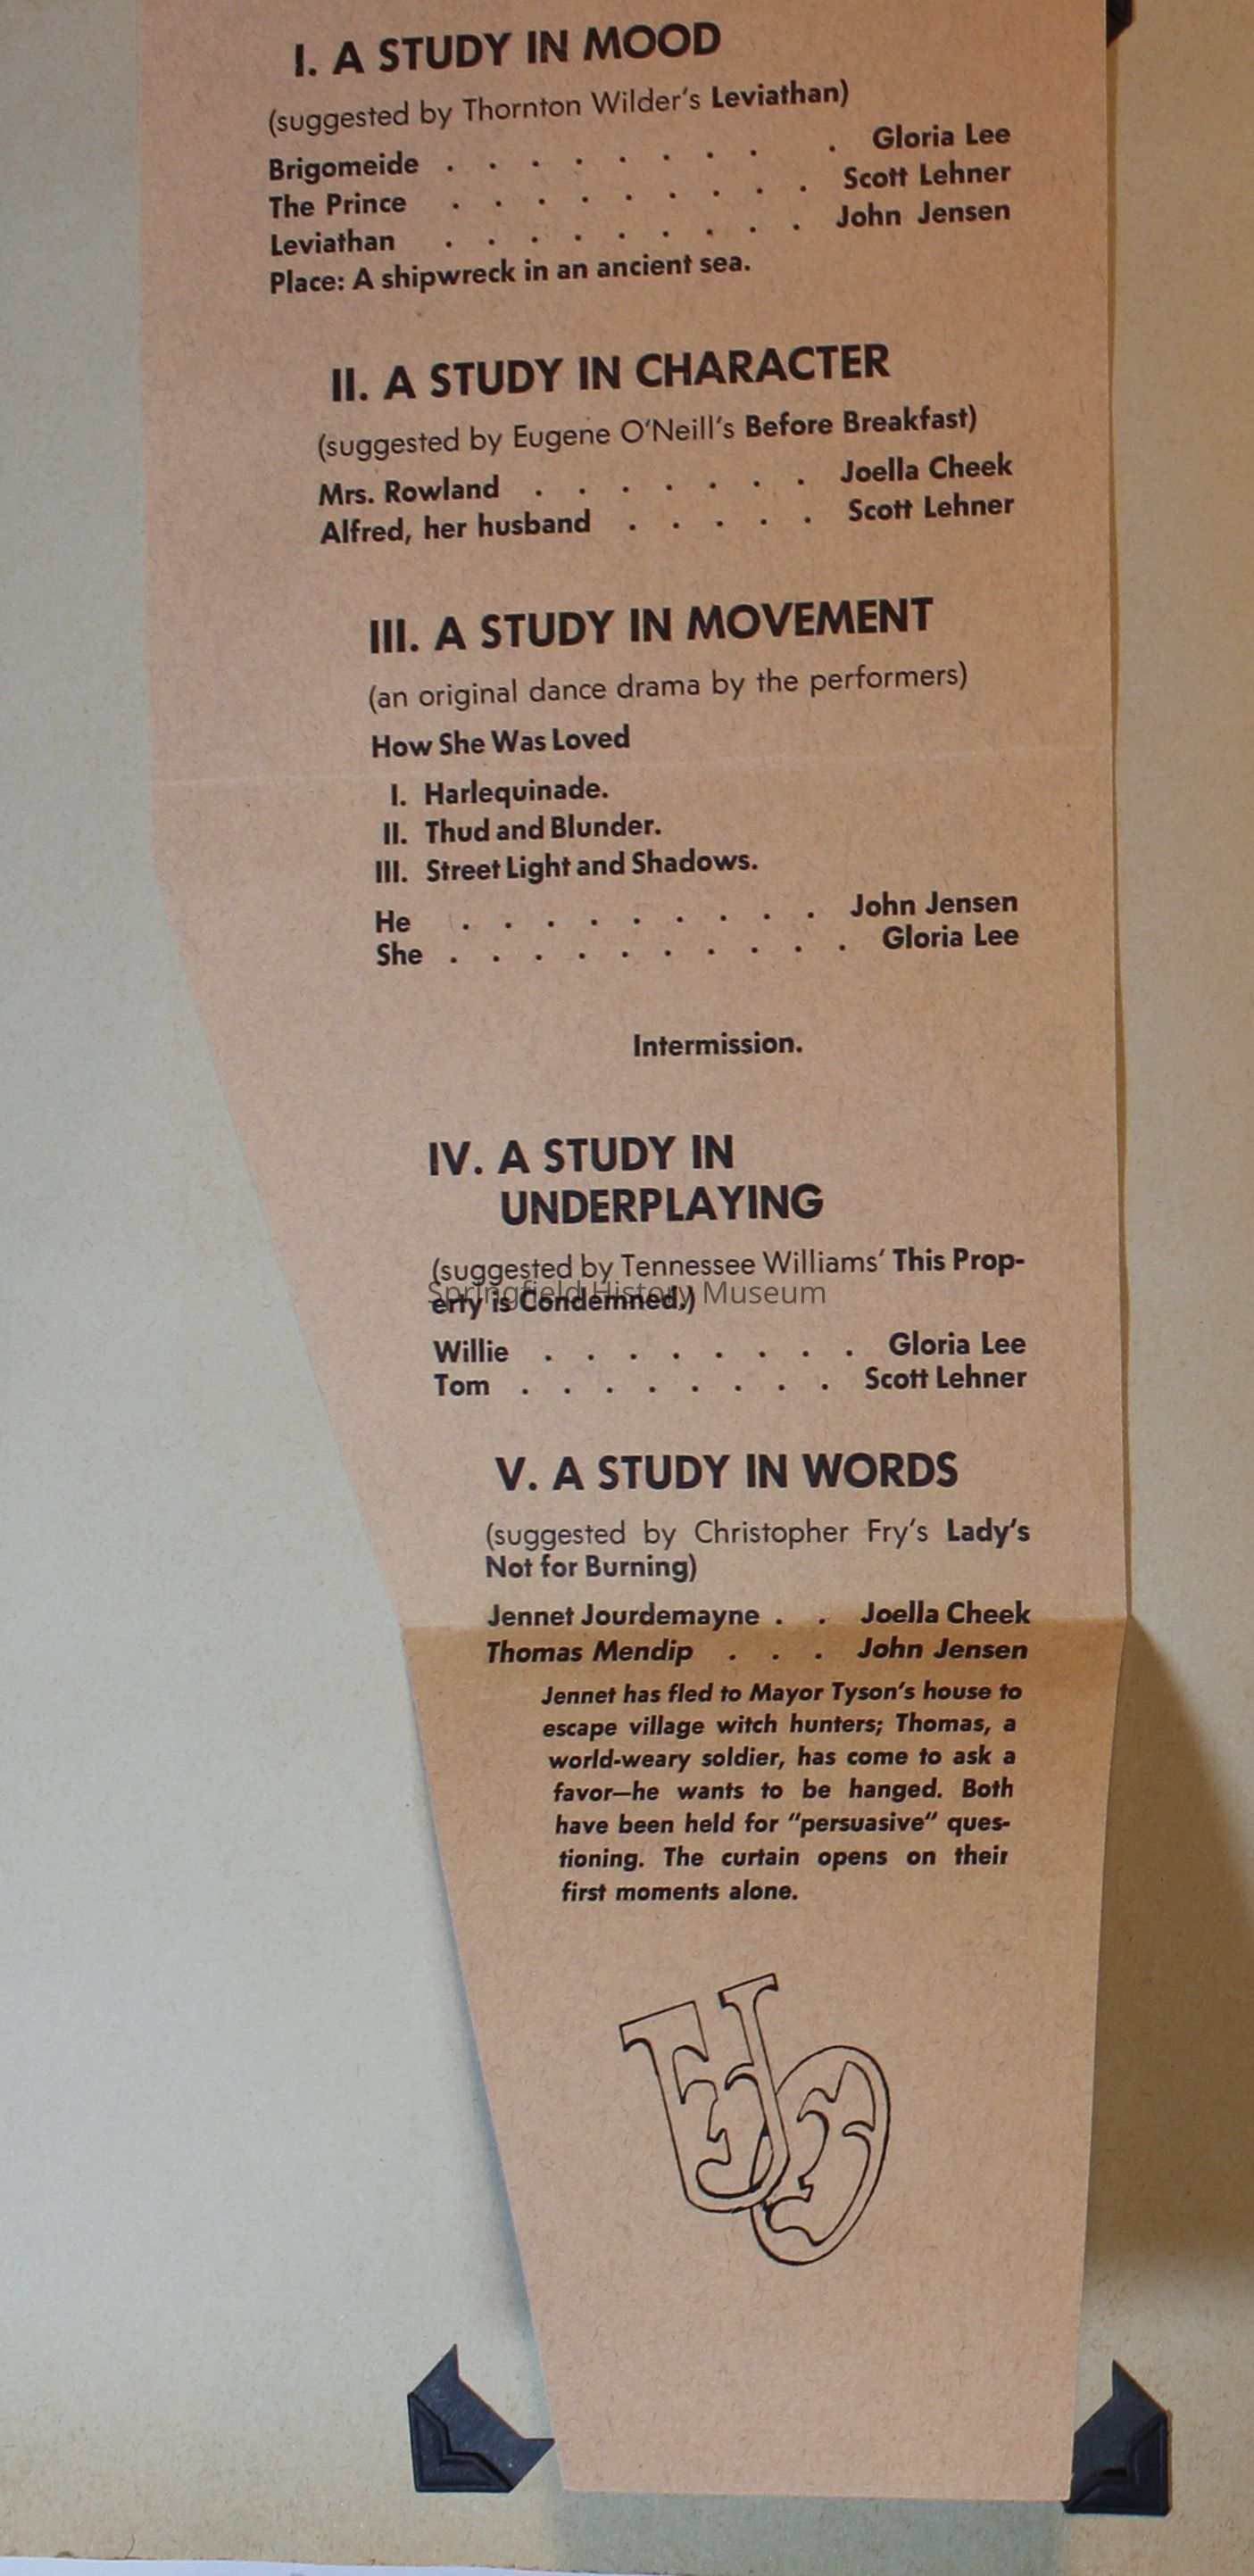 I. A STUDY IN MOOD
(suggested by Thornton Wilder's Leviathan)
Brigomeide . . . . . . . . . Gloria Lee
The Prince . . . . . . . . . Scott Lehner
Leviathan . . . . . . . . . John Jensen
Place: A shipwreck in an ancient sea.
II. A STUDY IN CHARACTER
(suggested by Eugene O'Neill's Before Breakfast)
Mrs. Rowland . . . . . . . Joella Cheek
Alfred, her husband . . . . . Scott Lehner
III. A STUDY IN MOVEMENT
(an original dance drama by the performers)
How She Was Loved
I. Harlequinade.
II. Thud and Blunder.
III. Street Light and Shadows.
He . . . . . . . . . John Jensen
She . . . . . . . . . . Gloria Lee
Intermission.
IV. A STUDY IN
UNDERPLAYING
(suggested by Tennessee Williams' This Prop-
erty is Condemned.)
Springfield History Museum
Willie . . . . . . . . Gloria Lee
Tom . . . . . . . . Scott Lehner
V. A STUDY IN WORDS
(suggested by Christopher Fry's Lady's
Not for Burning)
Jennet Jourdemayne . . Joella Cheek
Thomas Mendip . . . John Jensen
Jennet has fled to Mayor Tyson's house to
escape village witch hunters; Thomas, a
world-weary soldier, has come to ask a
favor—he wants to be hanged. Both
have been held for "persuasive" ques-
tioning. The curtain opens on their
first moments alone.